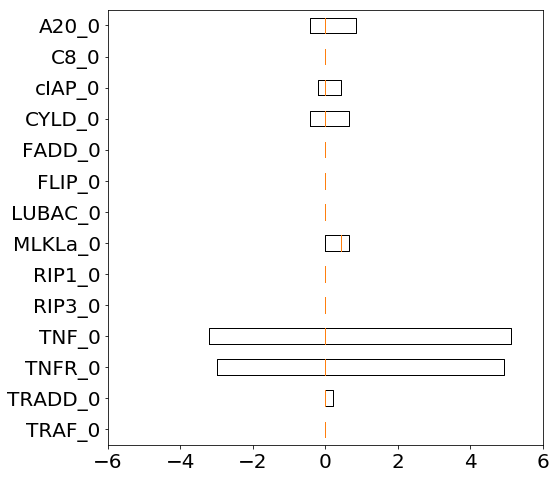 A20_0
C8_0
cIAP_0
CYLD_0
FADD_0
FLIP_0
LUBAC_0
MLKLa_0
RIP1_0
RIP3_0
TNF_0
TNFR_0
TRADD_0
TRAF_0
−6 −4 −2 0 2 4 6